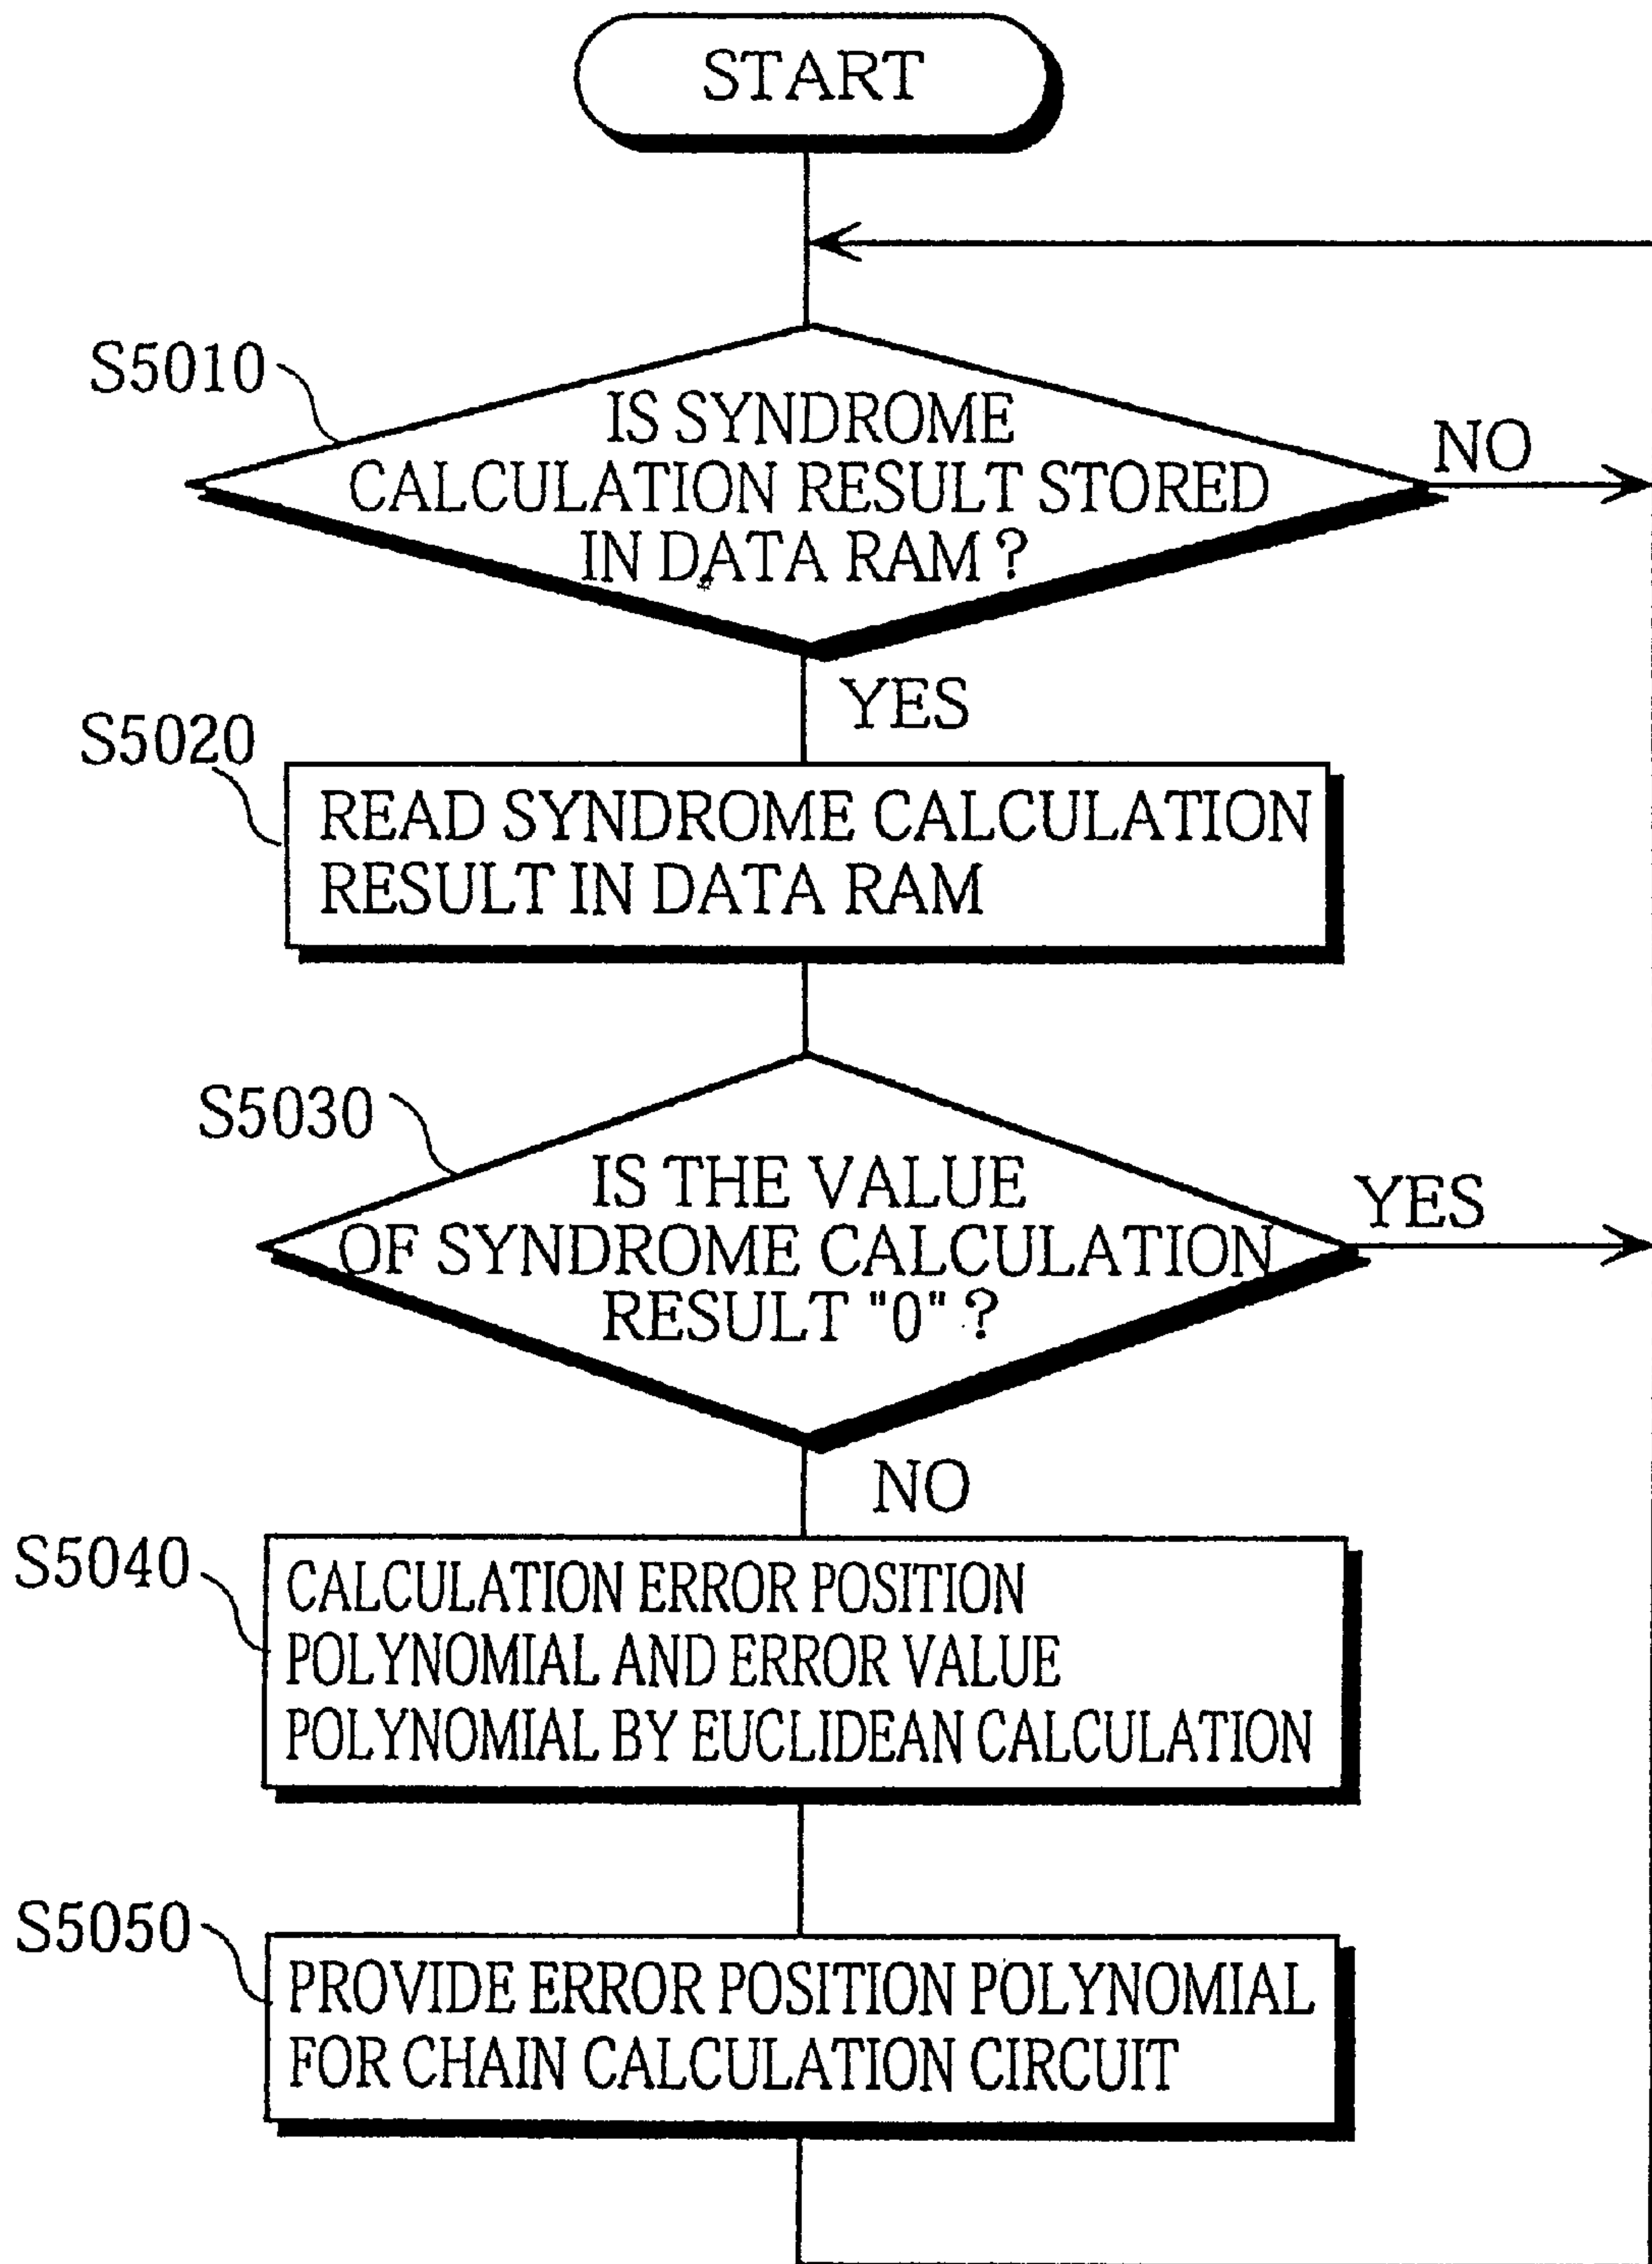 START
S5010
IS SYNDROME
CALCULATION RESULT STORED
IN DATA RAM ?
NO
YES
S5020
READ SYNDROME CALCULATION
RESULT IN DATA RAM
S5030
IS THE VALUE
OF SYNDROME CALCULATION
RESULT "0" ?
YES
NO
S5040
CALCULATION ERROR POSITION
POLYNOMIAL AND ERROR VALUE
POLYNOMIAL BY EUCLIDEAN CALCULATION
S5050
PROVIDE ERROR POSITION POLYNOMIAL
FOR CHAIN CALCULATION CIRCUIT